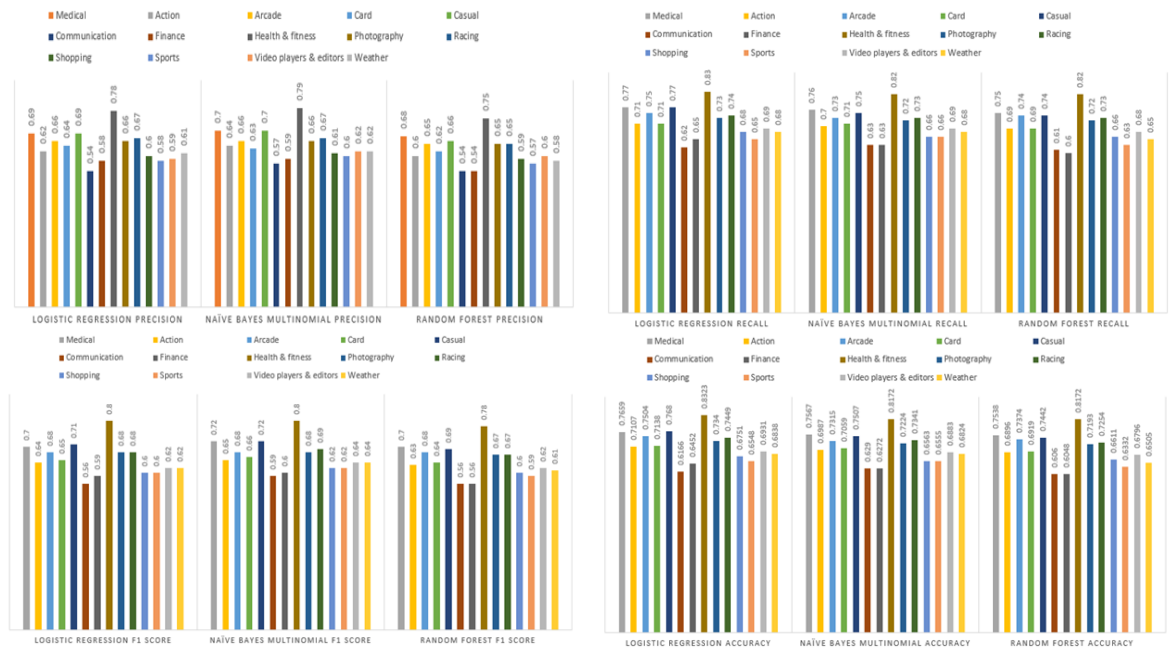 Medical Action Arcade Card Casual
Communication Finance Health & fitness Photography Racing
Shopping Sports Video players & editors Weather
0.69 0.62 0.66 0.64 0.69 0.54 0.58 0.78 0.66 0.67 0.6 0.58 0.59 0.61
0.7 0.64 0.66 0.63 0.7 0.57 0.59 0.79 0.66 0.67 0.61 0.6 0.62 0.62
0.68 0.6 0.65 0.62 0.66 0.54 0.54 0.75 0.65 0.65 0.59 0.57 0.6 0.58
LOGISTIC REGRESSION PRECISION NAÏVE BAYES MULTINOMIAL PRECISION RANDOM FOREST PRECISION
Medical Action Arcade Card Casual
Communication Finance Health & fitness Photography Racing
Shopping Sports Video players & editors Weather
0.77 0.71 0.75 0.71 0.77 0.62 0.65 0.83 0.73 0.74 0.68 0.65 0.69 0.68
0.76 0.7 0.73 0.71 0.75 0.63 0.63 0.82 0.72 0.73 0.66 0.66 0.69 0.68
0.75 0.69 0.74 0.69 0.74 0.61 0.6 0.82 0.72 0.73 0.66 0.63 0.68 0.65
LOGISTIC REGRESSION RECALL NAÏVE BAYES MULTINOMIAL RECALL RANDOM FOREST RECALL
Medical Action Arcade Card Casual
Communication Finance Health & fitness Photography Racing
Shopping Sports Video players & editors Weather
0.7 0.64 0.68 0.65 0.71 0.56 0.59 0.8 0.68 0.68 0.6 0.6 0.62 0.62
0.72 0.65 0.68 0.66 0.72 0.59 0.6 0.8 0.68 0.69 0.62 0.62 0.64 0.64
0.7 0.63 0.68 0.64 0.69 0.56 0.56 0.78 0.67 0.67 0.6 0.59 0.62 0.61
LOGISTIC REGRESSION F1 SCORE NAÏVE BAYES MULTINOMIAL F1 SCORE RANDOM FOREST F1 SCORE
Medical Action Arcade Card Casual
Communication Finance Health & fitness Photography Racing
Shopping Sports Video players & editors Weather
0.7659 0.7107 0.7504 0.7138 0.768 0.6166 0.6452 0.8323 0.734 0.7449 0.6751 0.6548 0.6931 0.6838
0.7567 0.6987 0.7315 0.7059 0.7507 0.629 0.6272 0.8172 0.7224 0.7341 0.6563 0.6555 0.6883 0.6824
0.7538 0.6896 0.7374 0.6919 0.7442 0.606 0.6048 0.8172 0.7193 0.7254 0.6611 0.6332 0.6796 0.6505
LOGISTIC REGRESSION ACCURACY NAÏVE BAYES MULTINOMIAL ACCURACY RANDOM FOREST ACCURACY